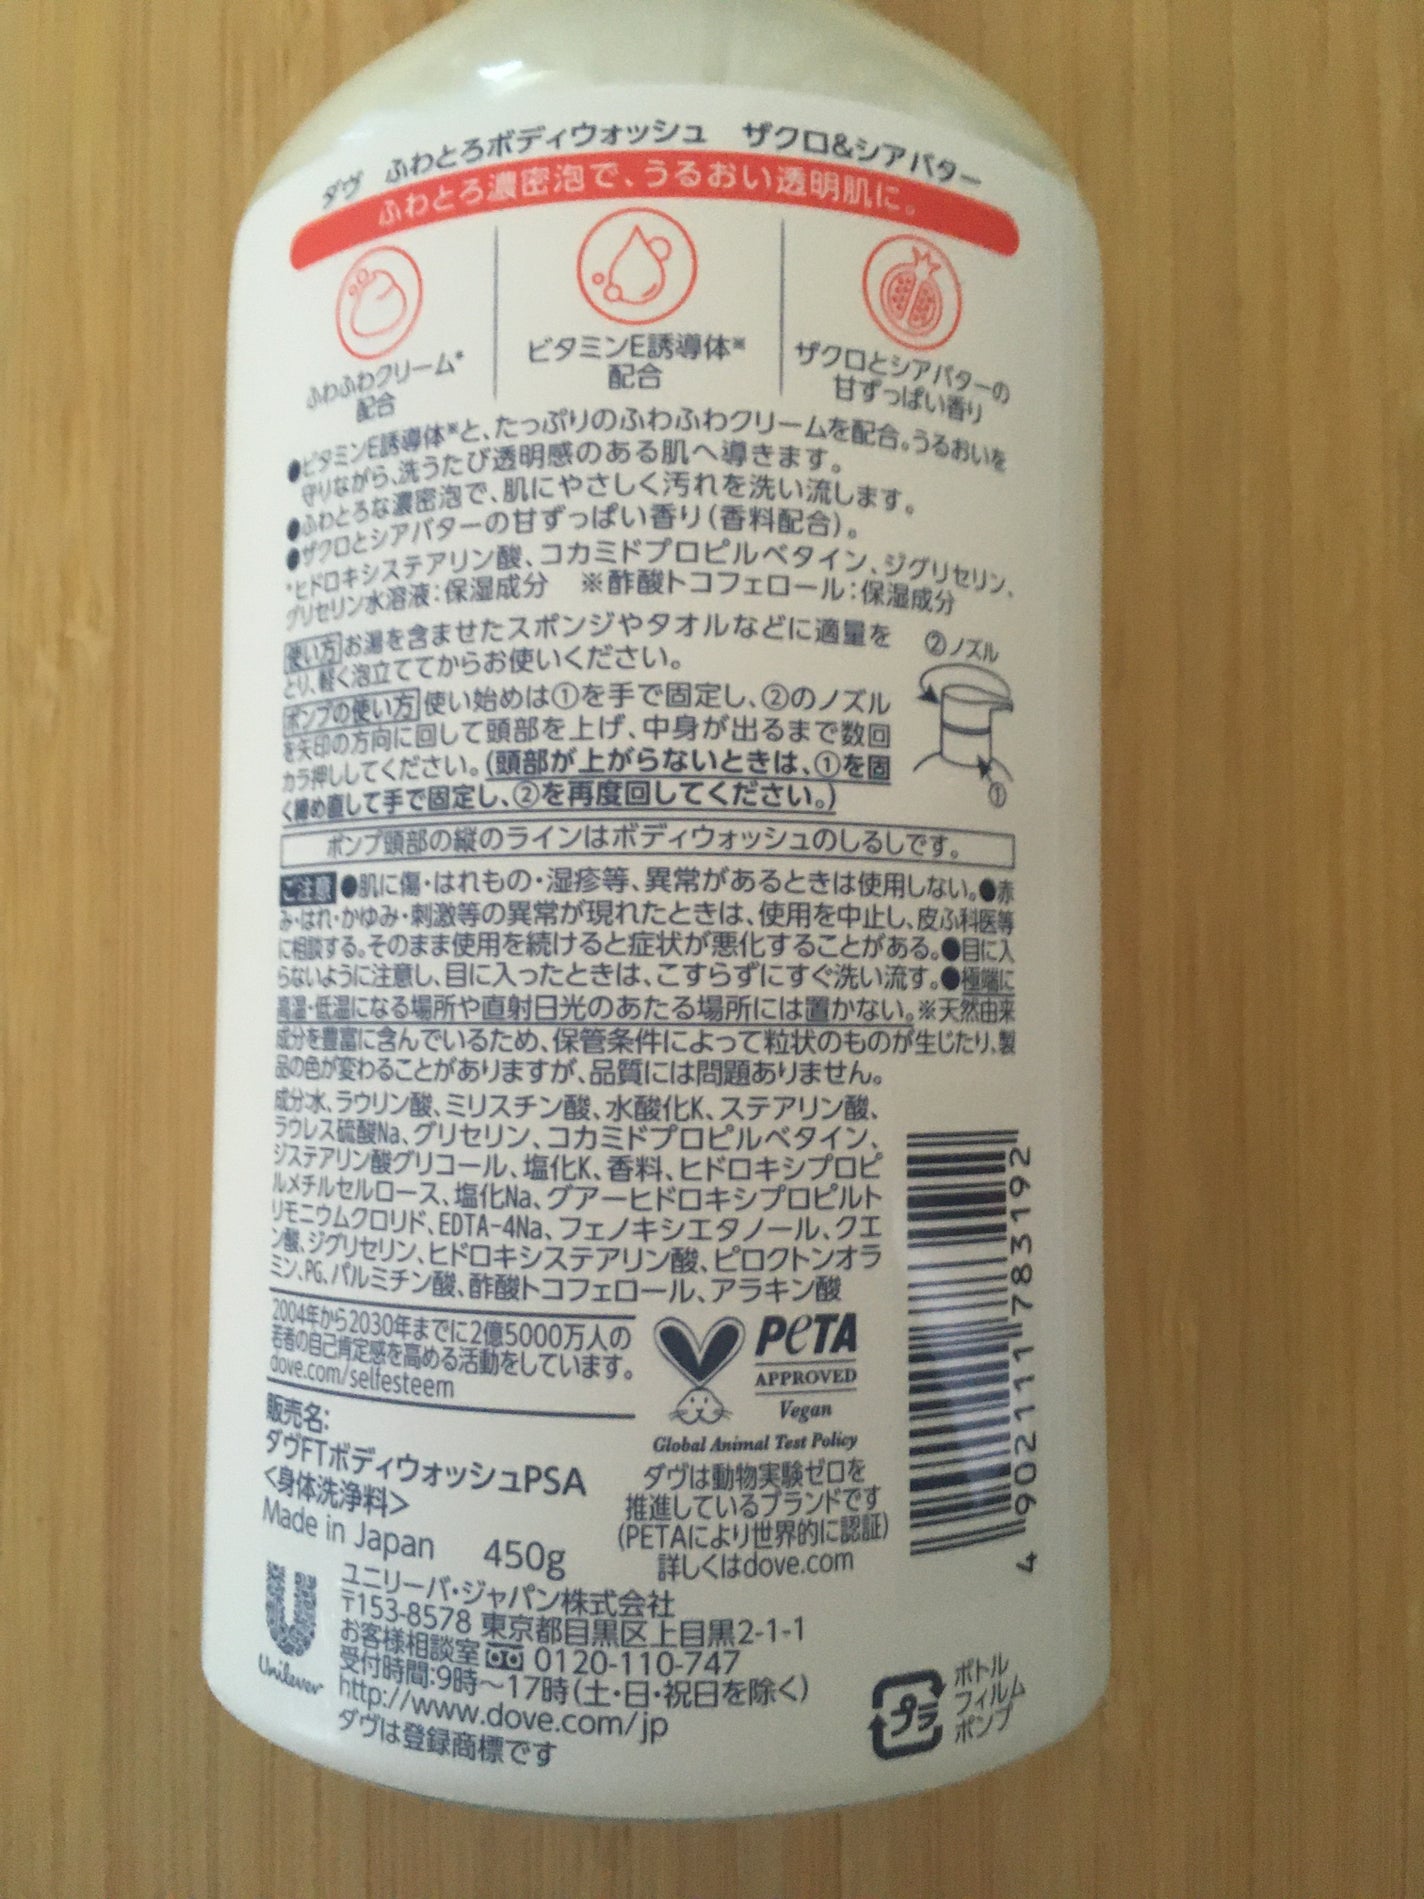 ダヴ ふわとろボディウォッシュ ザクロ&シアバター
ふわとろ濃密泡で、うるおい透明肌に。
ふわふわクリーム*
配合
ビタミンE誘導体※
配合
ザクロとシアバターの
甘ずっぱい香り
●ビタミンE誘導体※と、たっぷりのふわふわクリームを配合。うるおいを
守りながら、洗うたび透明感のある肌へ導きます。
●ふわとろな濃密泡で、肌にやさしく汚れを洗い流します。
●ザクロとシアバターの甘ずっぱい香り(香料配合)。
*ヒドロキシステアリン酸、コカミドプロピルベタイン、ジグリセリン、
グリセリン水溶液:保湿成分 ※酢酸トコフェロール:保湿成分
使い方 お湯を含ませたスポンジやタオルなどに適量を
とり、軽く泡立ててからお使いください。
ポンプの使い方 使い始めは①を手で固定し、②のノズル
を矢印の方向に回して頭部を上げ、中身が出るまで数回
カラ押ししてください。(頭部が上がらないときは、①を固
く締め直して手で固定し、②を再度回してください。)
②ノズル
①
ポンプ頭部の縦のラインはボディウォッシュのしるしです。
ご注意 ●肌に傷・はれもの・湿疹等、異常があるときは使用しない。●赤
み・はれ・かゆみ・刺激等の異常が現れたときは、使用を中止し、皮ふ科医等
に相談する。そのまま使用を続けると症状が悪化することがある。●目に入
らないように注意し、目に入ったときは、こすらずにすぐ洗い流す。●極端に
高温・低温になる場所や直射日光のあたる場所には置かない。※天然由来
成分を豊富に含んでいるため、保管条件によって粒状のものが生じたり、製
品の色が変わることがありますが、品質には問題ありません。
成分:水、ラウリン酸、ミリスチン酸、水酸化K、ステアリン酸、
ラウレス硫酸Na、グリセリン、コカミドプロピルベタイン、
ジステアリン酸グリコール、塩化K、香料、ヒドロキシプロピ
ルメチルセルロース、塩化Na、グアーヒドロキシプロピルト
リモニウムクロリド、EDTA-4Na、フェノキシエタノール、クエ
ン酸、ジグリセリン、ヒドロキシステアリン酸、ピロクトンオラ
ミン、PG、パルミチン酸、酢酸トコフェロール、アラキン酸
4902111783192
2004年から2030年までに2億5000万人の
若者の自己肯定感を高める活動をしています。
dove.com/selfesteem
PETA
APPROVED
Vegan
Global Animal Test Policy
ダヴは動物実験ゼロを
推進しているブランドです
(PETAにより世界的に認証)
詳しくはdove.com
販売名:
ダヴFTボディウォッシュPSA
<身体洗浄料>
Made in Japan 450g
Unilever
ユニリーバ・ジャパン株式会社
〒153-8578 東京都目黒区上目黒2-1-1
お客様相談室 0120-110-747
受付時間:9時～17時(土・日・祝日を除く)
http://www.dove.com/jp
ダヴは登録商標です
プラ
ボトル
フィルム
ポンプ